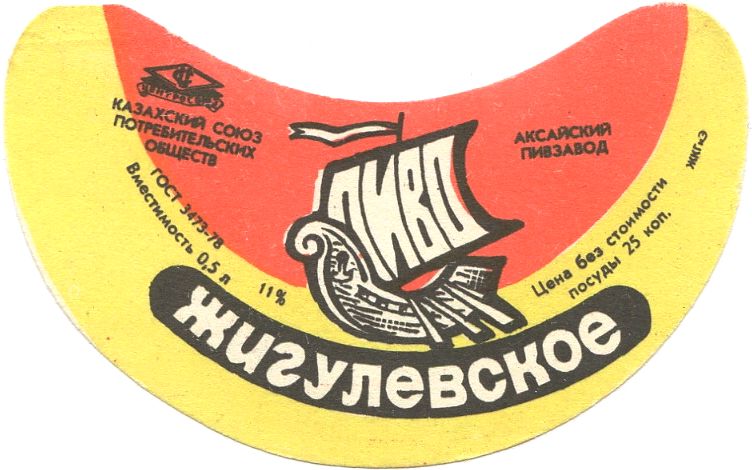 ЦЕНТРОСОЮЗ
КАЗАХСКИЙ СОЮЗ
ПОТРЕБИТЕЛЬСКИХ
ОБЩЕСТВ
ГОСТ 3473-78
Вместимость 0,5 л
11%
ПИВО
АКСАЙСКИЙ
ПИВЗАВОД
Цена без стоимости
посуды 25 коп.
ЖИГУЛЕВСКОЕ